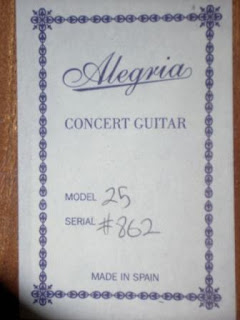 Alegria
CONCERT GUITAR
MODEL 25
SERIAL #862
MADE IN SPAIN